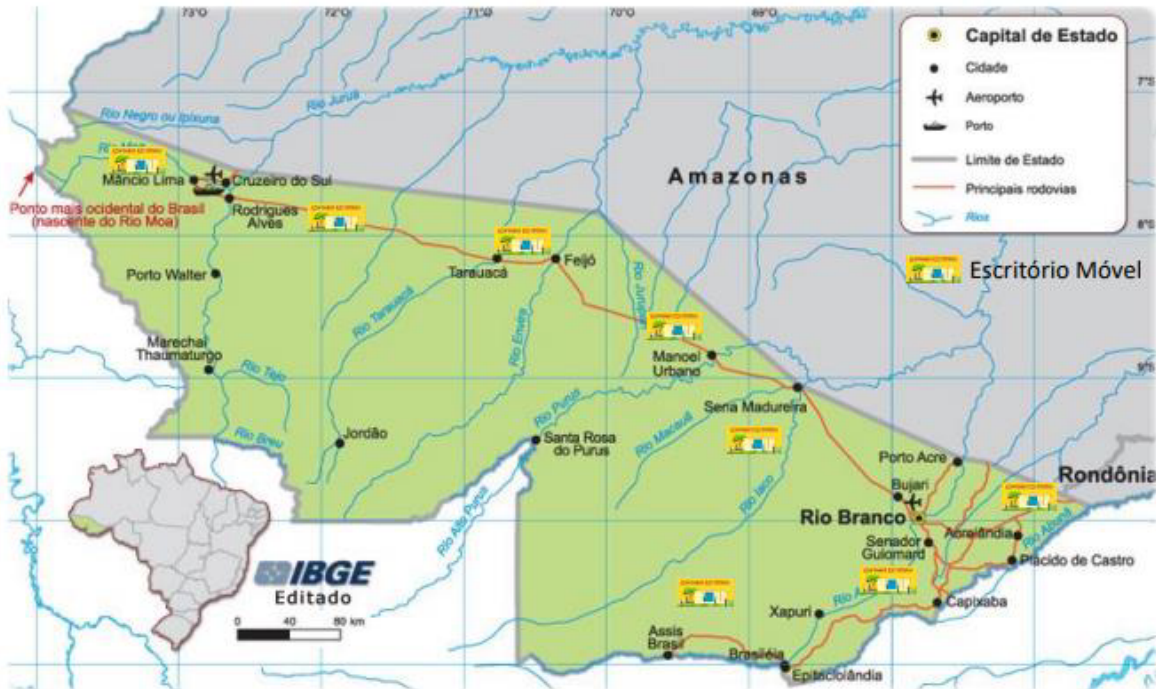 73°O
72°0
71°0
70°0
69°0
7°S
8°S
9°S
Capital de Estado
Cidade
Aeroporto
Porto
Limite de Estado
Principais rodovias
Rios
Escritório Móvel
Rio Juruá
Rio Negro ou Ipixuna
Rio Moa
Mâncio Lima
Cruzeiro do Sul
Rodrigues
Alves
Ponto mais ocidental do Brasil
(nascente do Rio Moa)
Amazonas
Porto Walter
Tarauacá
Feijó
Rio Tarauacá
Rio Envira
Marechal
Thaumaturgo
Rio Tejo
Rio Breu
Jordão
Manoel
Urbano
Rio Purus
Sena Madureira
Rio Macauã
Santa Rosa
do Purus
Rio Alto Purus
Rio Iaco
Porto Acre
Bujari
Rondônia
Rio Branco
Senador
Guiomard
Acrelândia
Rio Abunã
Plácido de Castro
Capixaba
Xapuri
Assis
Brasil
Brasiléia
Epitaciolândia
IBGE
Editado
0 40 80 km